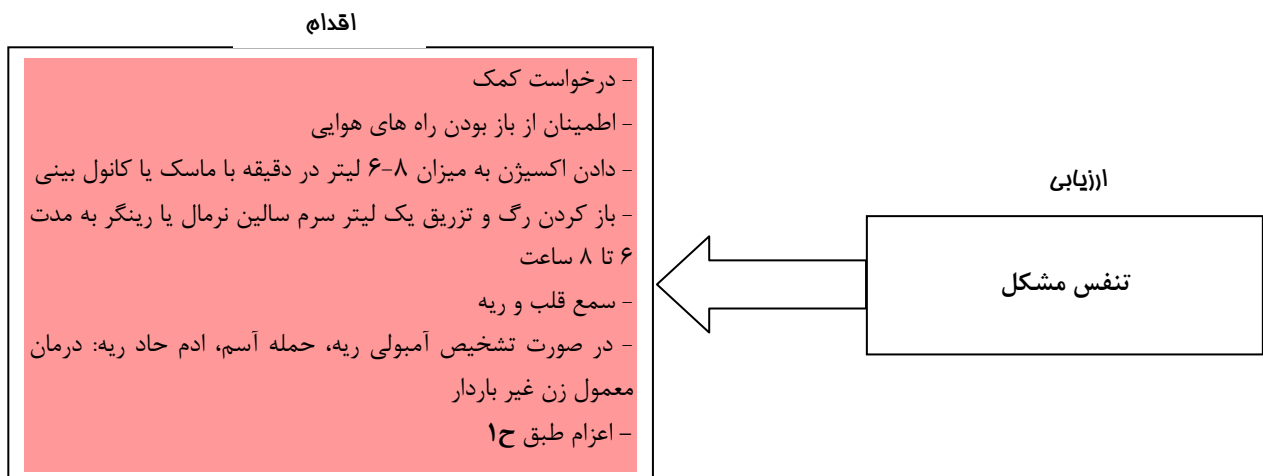 ارزیابی
تنفس مشکل
اقدام
- درخواست کمک
- اطمینان از باز بودن راه های هوایی
- دادن اکسیژن به میزان ۸-۶ لیتر در دقیقه با ماسک یا کانول بینی
- باز کردن رگ و تزریق یک لیتر سرم سالین نرمال یا رینگر به مدت
۶ تا ۸ ساعت
- سمع قلب و ریه
- در صورت تشخیص آمبولی ریه، حمله آسم، ادم حاد ریه: درمان
معمول زن غیر باردار
- اعزام طبق ح۱